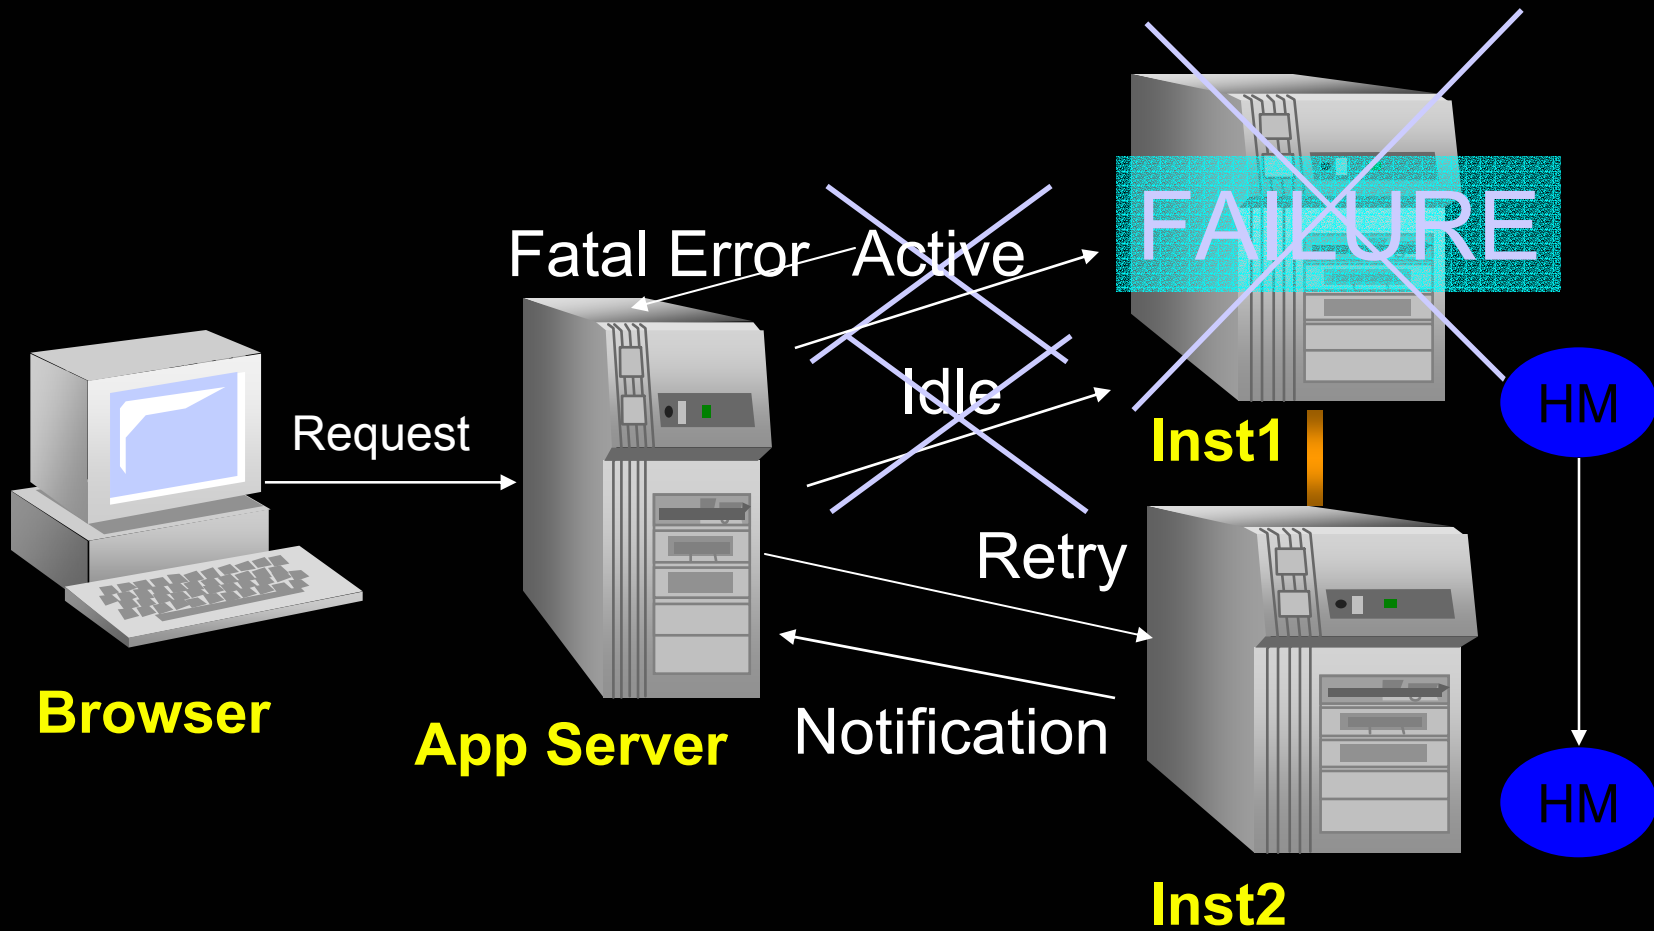 FAILURE
Fatal Error
Active
Idle
HM
Request
Inst1
Retry
Browser
App Server
Notification
HM
Inst2